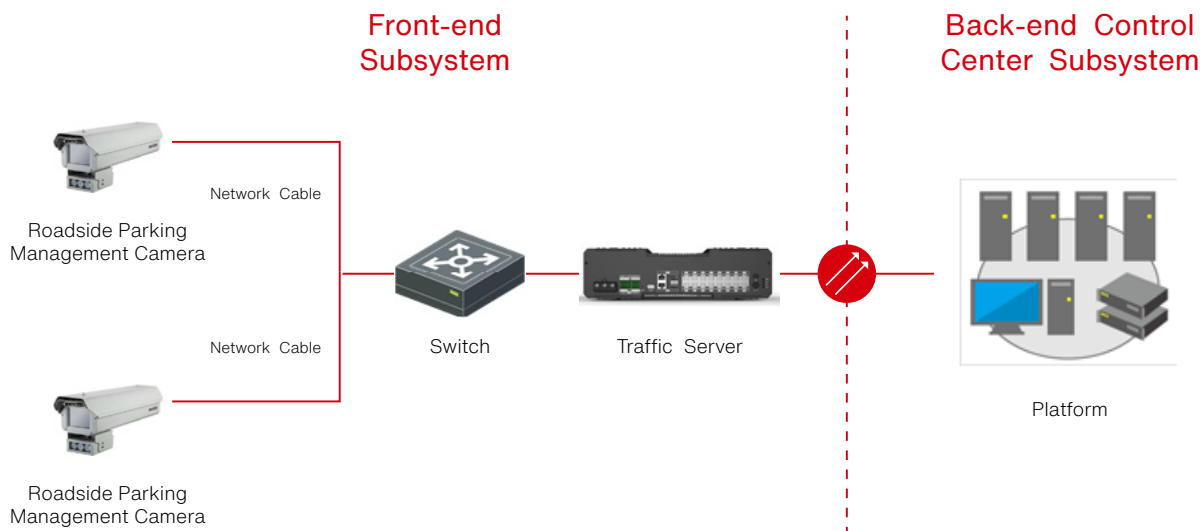 Front-end
Subsystem
Back-end Control
Center Subsystem
Network Cable
Roadside Parking
Management Camera
Network Cable
Switch
Traffic Server
Platform
Roadside Parking
Management Camera